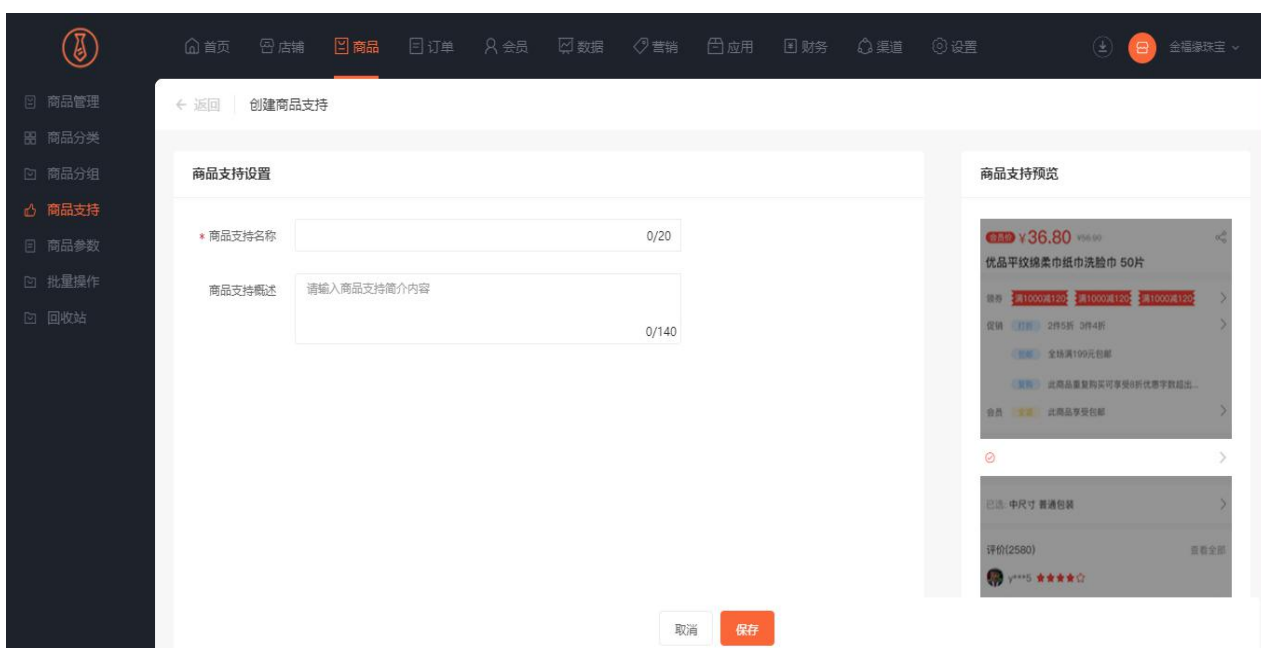 首页 店铺 商品 订单 会员 数据 营销 应用 财务 渠道 设置 金福缘珠宝
商品管理
商品分类
商品分组
商品支持
商品参数
批量操作
回收站
返回 创建商品支持
商品支持设置
* 商品支持名称 0/20
商品支持概述 请输入商品支持简介内容
0/140
取消 保存
商品支持预览
会员价 ¥36.80 ¥56.80
优品平纹绵柔巾纸巾洗脸巾 50片
领券 满1000减120 满1000减120 满1000减120
促销 打折 2件5折 3件4折
包邮 全场满199元包邮
复购 此商品重复购买可享受8折优惠字数超出...
会员 此商品享受包邮
已选: 中尺寸 普通包装
评价(2580) 查看全部
y***5